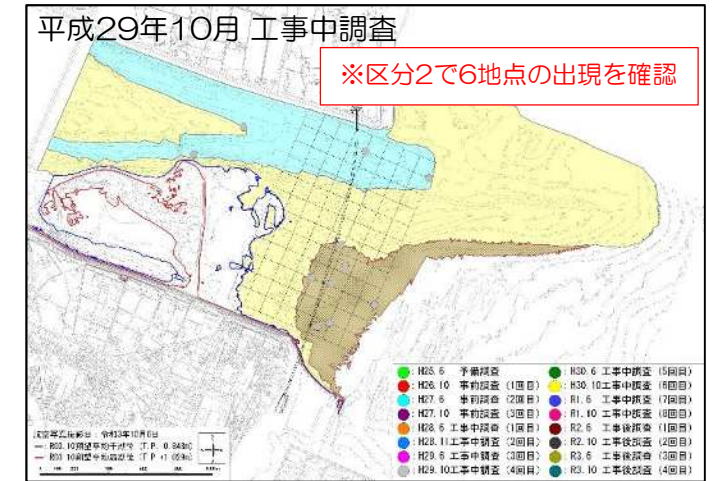 平成29年10月 工事中調査
※区分2で6地点の出現を確認
: H26.6 予備調査
: H26.10 事前調査 (1回目)
: H27.6 事前調査 (2回目)
: H27.10 事前調査 (3回目)
: H28.6 工事中調査 (1回目)
: H28.11工事中調査 (2回目)
: H29.6 工事中調査 (3回目)
: H29.10工事中調査 (4回目)
: H30.6 工事中調査 (5回目)
: H30.10工事中調査 (6回目)
: R1.6 工事中調査 (7回目)
: R1.10 工事中調査 (8回目)
: R2.6 工事後調査 (1回目)
: R2.10 工事後調査 (2回目)
: R3.6 工事後調査 (3回目)
: R3.10 工事後調査 (4回目)